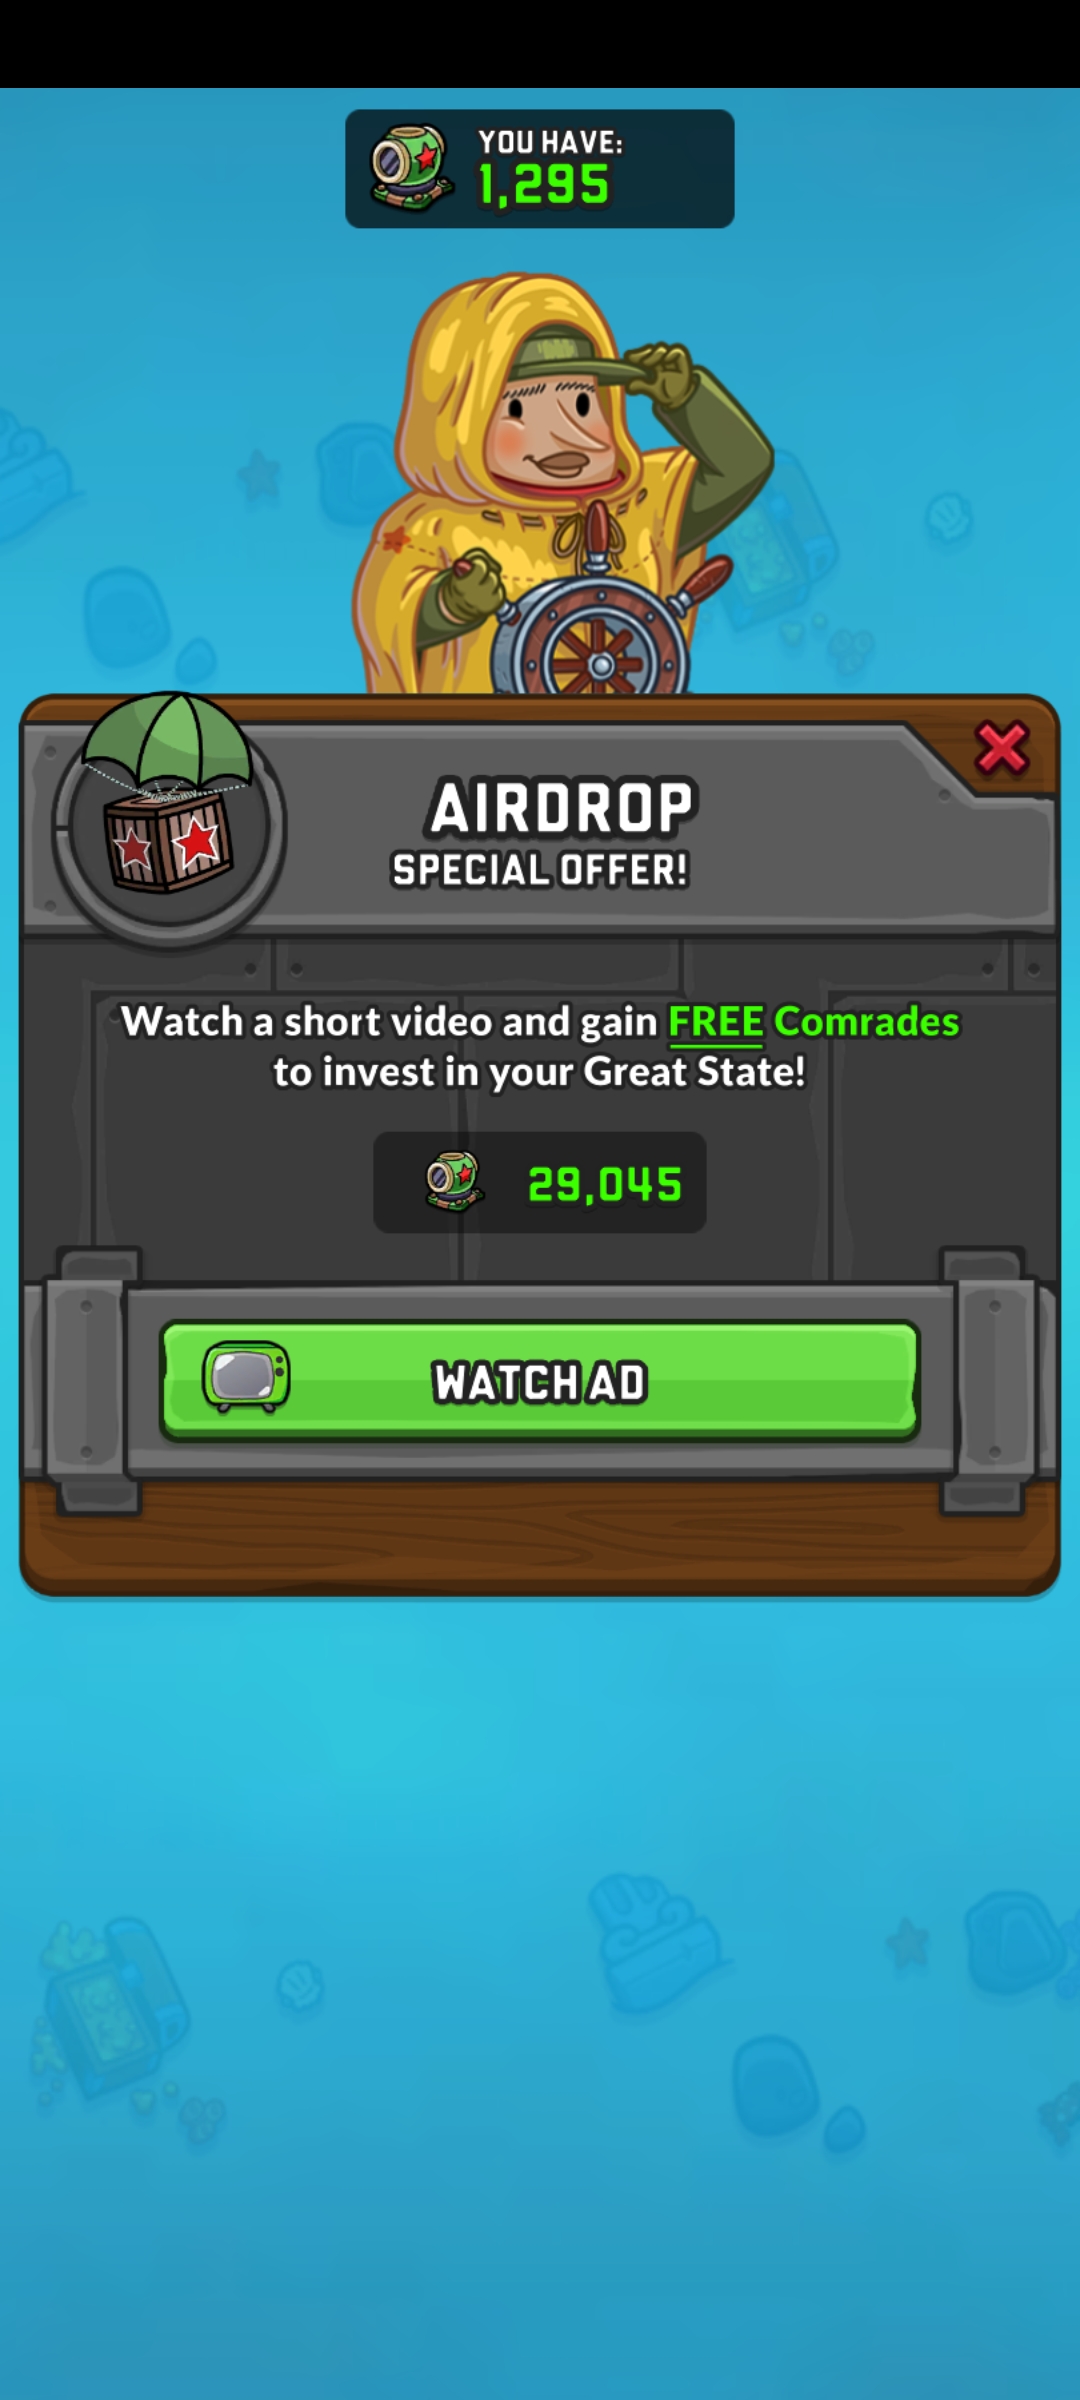 YOU HAVE:
1,295
AIRDROP
SPECIAL OFFER!
Watch a short video and gain FREE Comrades
to invest in your Great State!
29,045
WATCH AD